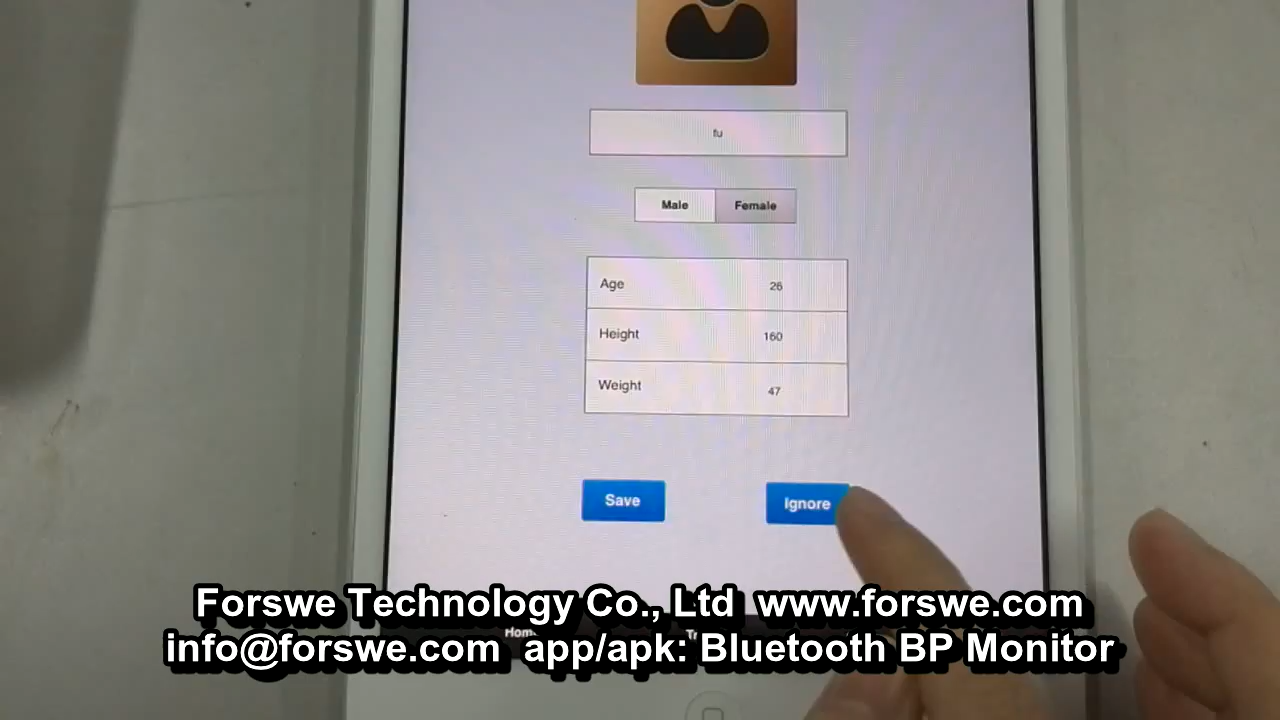 fu
Male Female
Age 26
Height 160
Weight 47
Save Ignore
Forswe Technology Co., Ltd www.forswe.com
info@forswe.com app/apk: Bluetooth BP Monitor